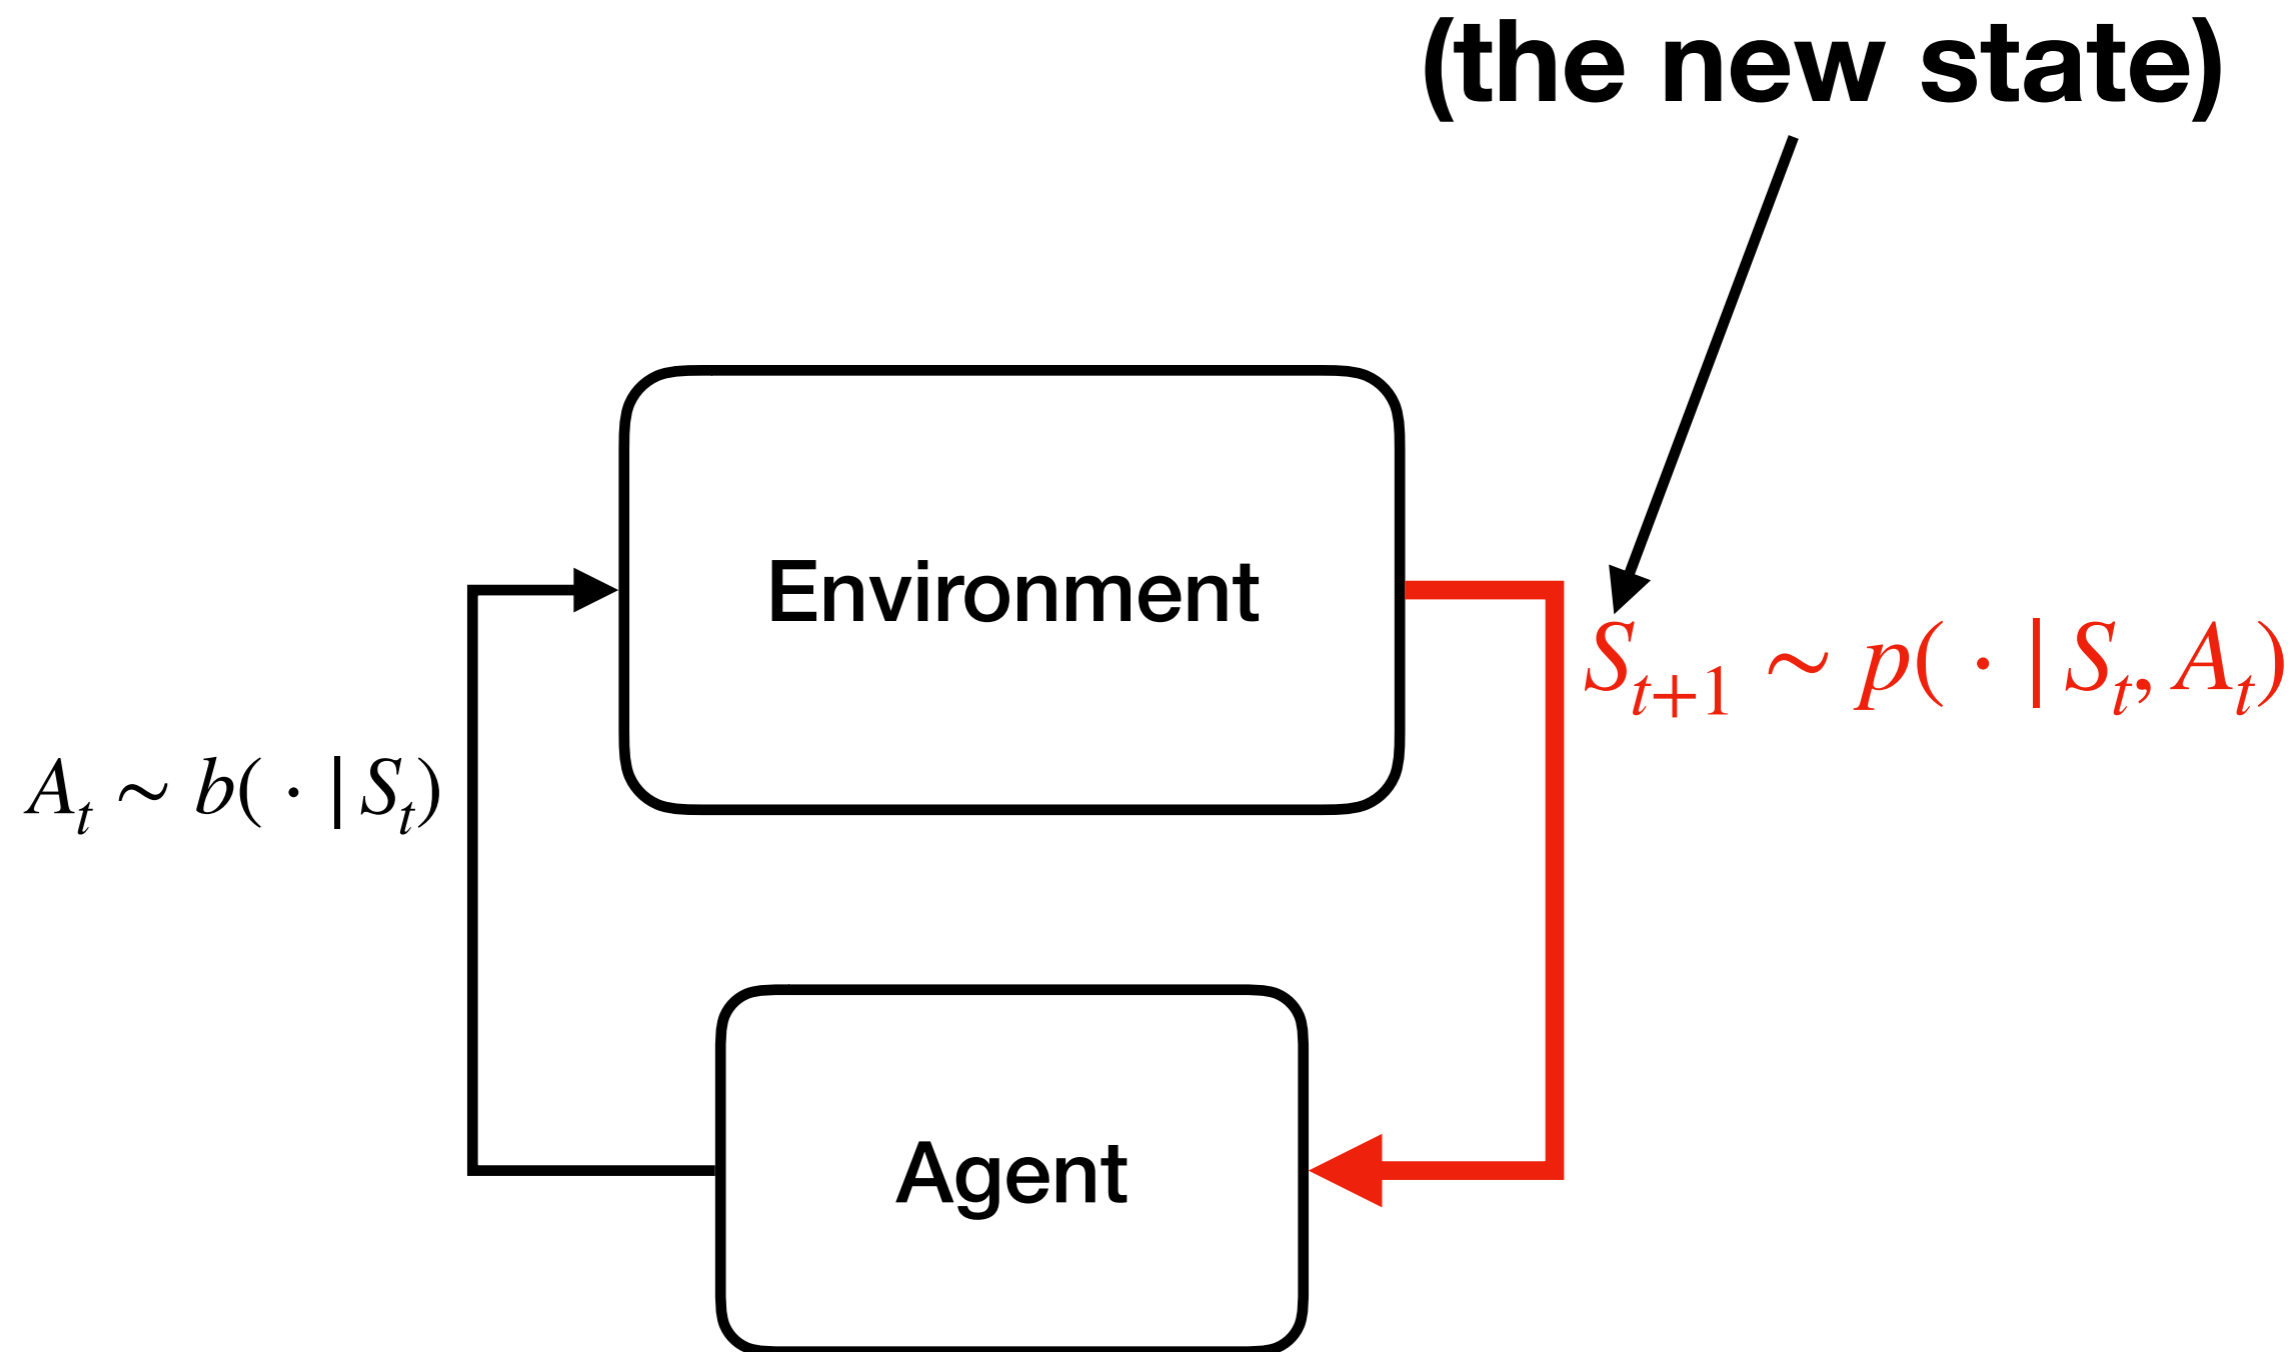 (the new state)
Environment
S_{t+1} ∼ p( · | S_t, A_t)
A_t ∼ b( · | S_t)
Agent